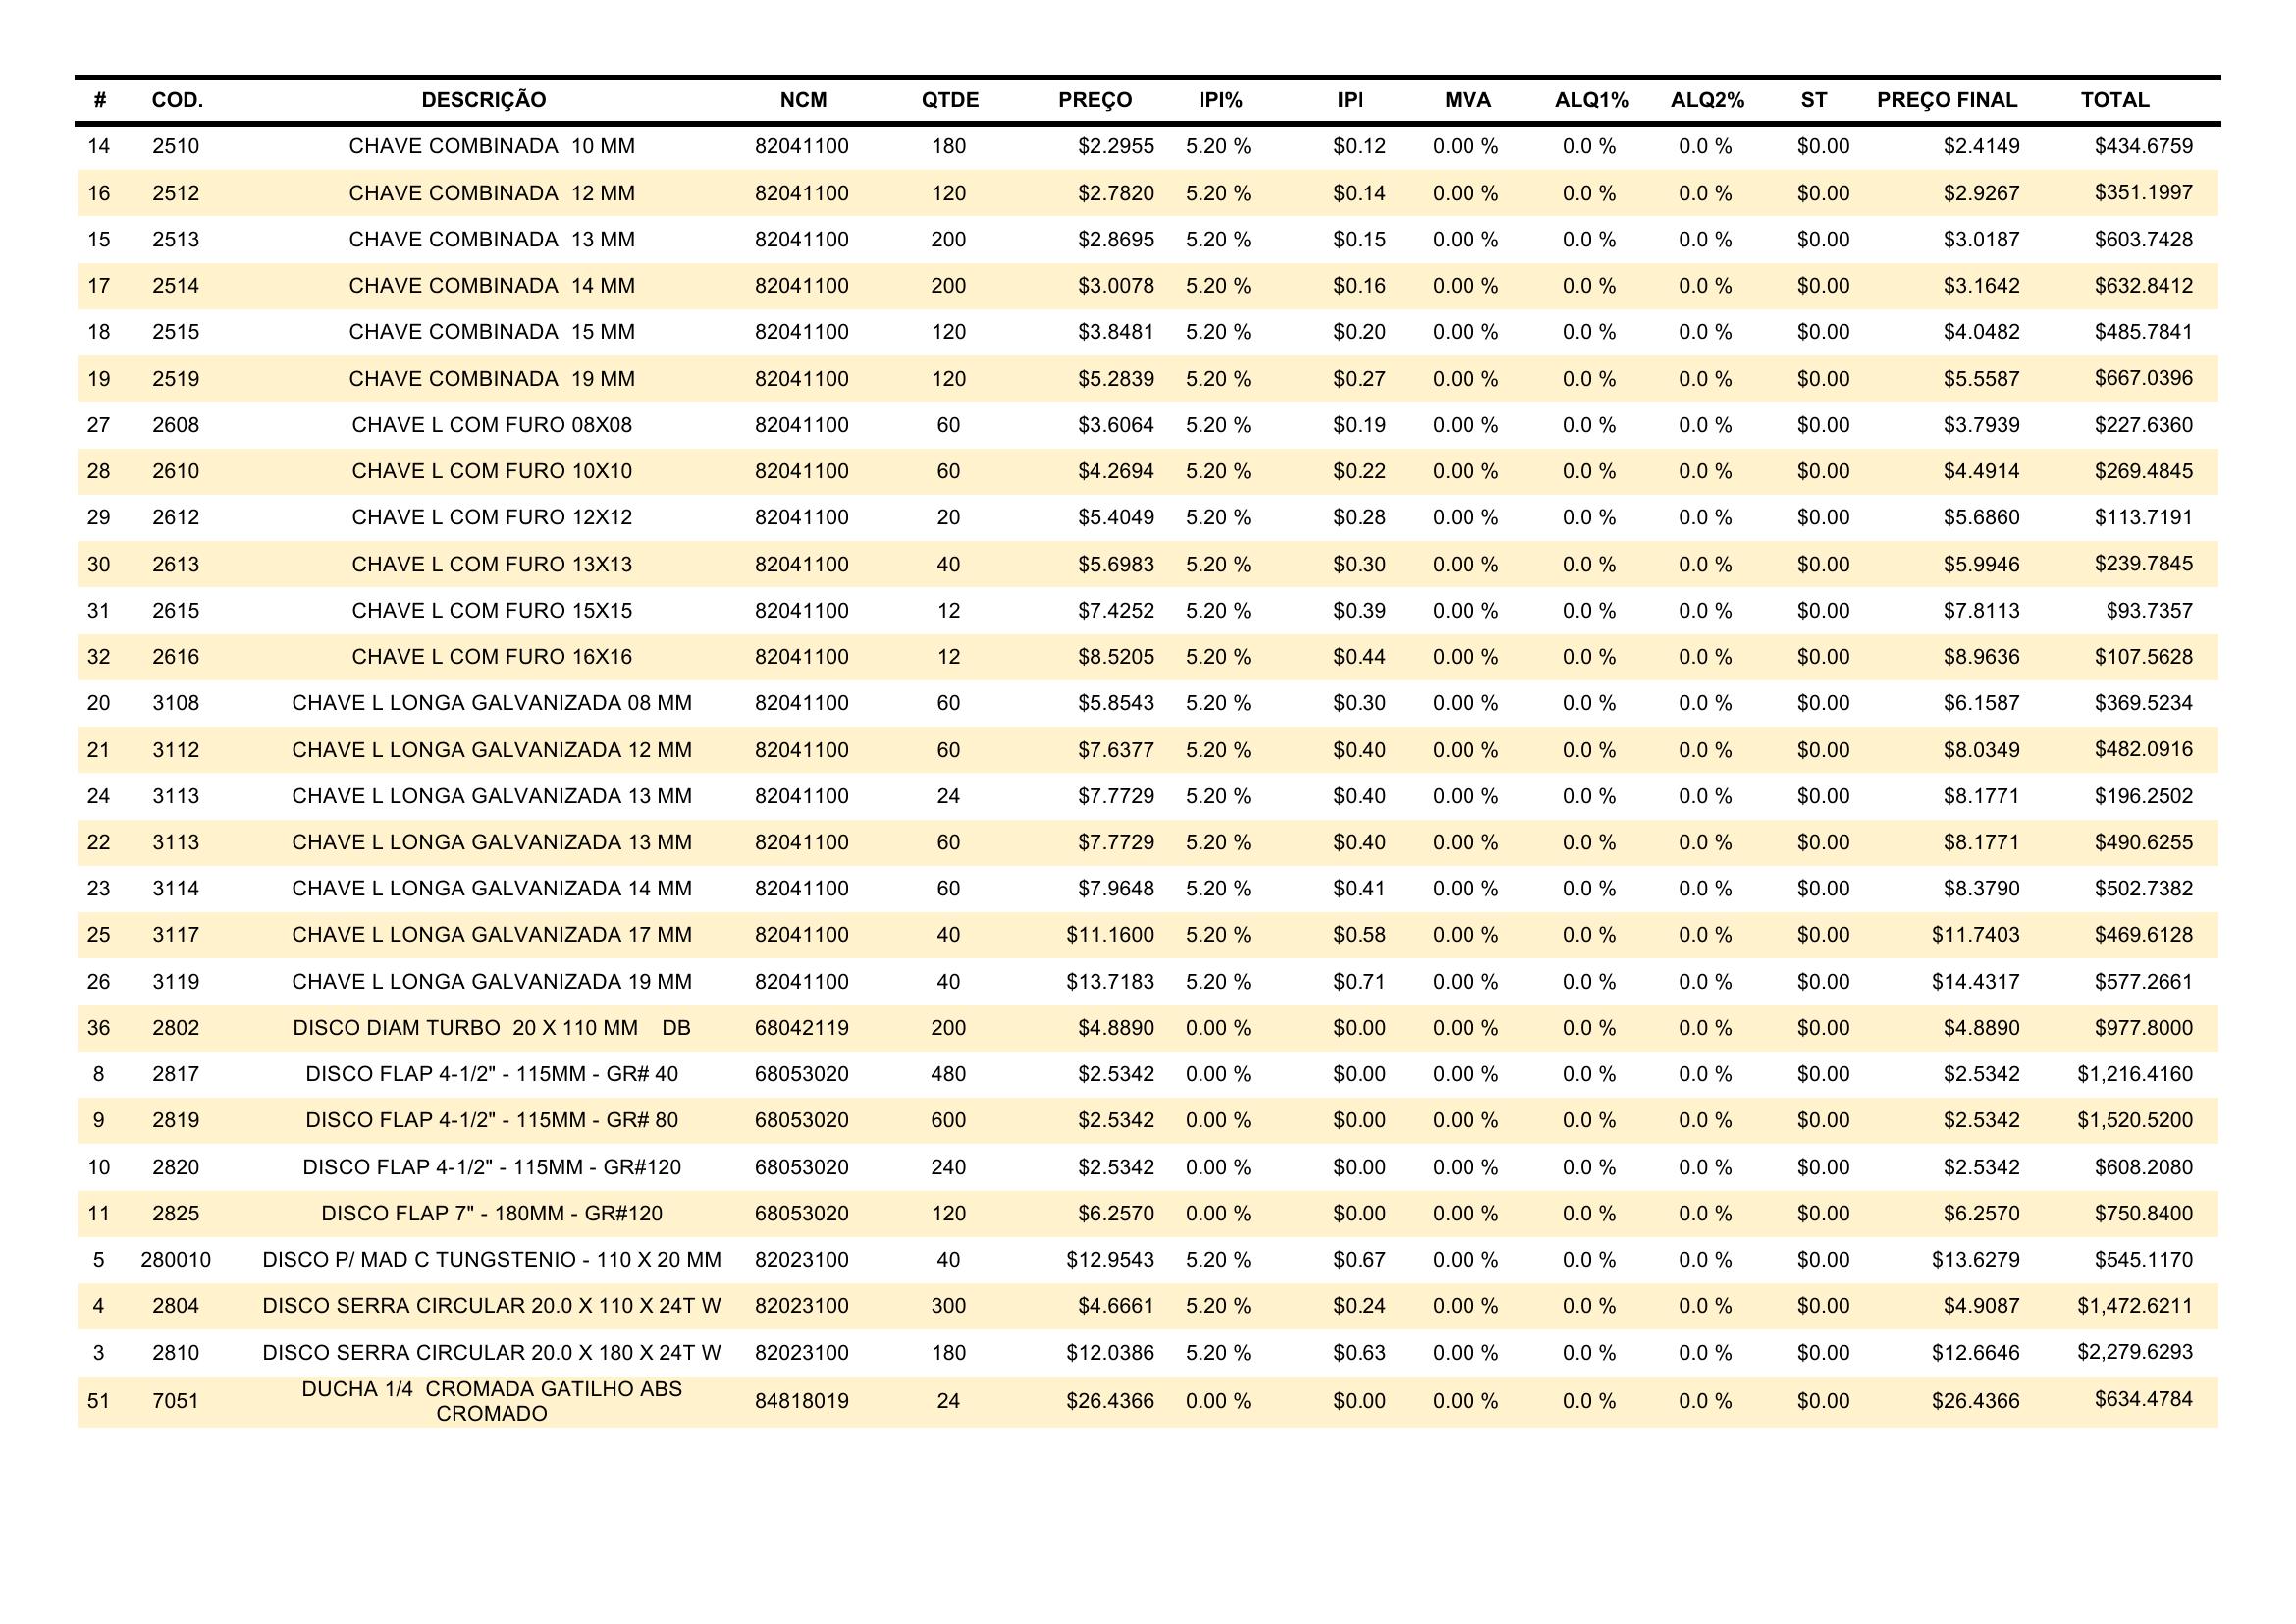 # COD. DESCRIÇÃO NCM QTDE PREÇO IPI% IPI MVA ALQ1% ALQ2% ST PREÇO FINAL TOTAL
14 2510 CHAVE COMBINADA 10 MM 82041100 180 $2.2955 5.20 % $0.12 0.00 % 0.0 % 0.0 % $0.00 $2.4149 $434.6759
16 2512 CHAVE COMBINADA 12 MM 82041100 120 $2.7820 5.20 % $0.14 0.00 % 0.0 % 0.0 % $0.00 $2.9267 $351.1997
15 2513 CHAVE COMBINADA 13 MM 82041100 200 $2.8695 5.20 % $0.15 0.00 % 0.0 % 0.0 % $0.00 $3.0187 $603.7428
17 2514 CHAVE COMBINADA 14 MM 82041100 200 $3.0078 5.20 % $0.16 0.00 % 0.0 % 0.0 % $0.00 $3.1642 $632.8412
18 2515 CHAVE COMBINADA 15 MM 82041100 120 $3.8481 5.20 % $0.20 0.00 % 0.0 % 0.0 % $0.00 $4.0482 $485.7841
19 2519 CHAVE COMBINADA 19 MM 82041100 120 $5.2839 5.20 % $0.27 0.00 % 0.0 % 0.0 % $0.00 $5.5587 $667.0396
27 2608 CHAVE L COM FURO 08X08 82041100 60 $3.6064 5.20 % $0.19 0.00 % 0.0 % 0.0 % $0.00 $3.7939 $227.6360
28 2610 CHAVE L COM FURO 10X10 82041100 60 $4.2694 5.20 % $0.22 0.00 % 0.0 % 0.0 % $0.00 $4.4914 $269.4845
29 2612 CHAVE L COM FURO 12X12 82041100 20 $5.4049 5.20 % $0.28 0.00 % 0.0 % 0.0 % $0.00 $5.6860 $113.7191
30 2613 CHAVE L COM FURO 13X13 82041100 40 $5.6983 5.20 % $0.30 0.00 % 0.0 % 0.0 % $0.00 $5.9946 $239.7845
31 2615 CHAVE L COM FURO 15X15 82041100 12 $7.4252 5.20 % $0.39 0.00 % 0.0 % 0.0 % $0.00 $7.8113 $93.7357
32 2616 CHAVE L COM FURO 16X16 82041100 12 $8.5205 5.20 % $0.44 0.00 % 0.0 % 0.0 % $0.00 $8.9636 $107.5628
20 3108 CHAVE L LONGA GALVANIZADA 08 MM 82041100 60 $5.8543 5.20 % $0.30 0.00 % 0.0 % 0.0 % $0.00 $6.1587 $369.5234
21 3112 CHAVE L LONGA GALVANIZADA 12 MM 82041100 60 $7.6377 5.20 % $0.40 0.00 % 0.0 % 0.0 % $0.00 $8.0349 $482.0916
24 3113 CHAVE L LONGA GALVANIZADA 13 MM 82041100 24 $7.7729 5.20 % $0.40 0.00 % 0.0 % 0.0 % $0.00 $8.1771 $196.2502
22 3113 CHAVE L LONGA GALVANIZADA 13 MM 82041100 60 $7.7729 5.20 % $0.40 0.00 % 0.0 % 0.0 % $0.00 $8.1771 $490.6255
23 3114 CHAVE L LONGA GALVANIZADA 14 MM 82041100 60 $7.9648 5.20 % $0.41 0.00 % 0.0 % 0.0 % $0.00 $8.3790 $502.7382
25 3117 CHAVE L LONGA GALVANIZADA 17 MM 82041100 40 $11.1600 5.20 % $0.58 0.00 % 0.0 % 0.0 % $0.00 $11.7403 $469.6128
26 3119 CHAVE L LONGA GALVANIZADA 19 MM 82041100 40 $13.7183 5.20 % $0.71 0.00 % 0.0 % 0.0 % $0.00 $14.4317 $577.2661
36 2802 DISCO DIAM TURBO 20 X 110 MM DB 68042119 200 $4.8890 0.00 % $0.00 0.00 % 0.0 % 0.0 % $0.00 $4.8890 $977.8000
8 2817 DISCO FLAP 4-1/2" - 115MM - GR# 40 68053020 480 $2.5342 0.00 % $0.00 0.00 % 0.0 % 0.0 % $0.00 $2.5342 $1,216.4160
9 2819 DISCO FLAP 4-1/2" - 115MM - GR# 80 68053020 600 $2.5342 0.00 % $0.00 0.00 % 0.0 % 0.0 % $0.00 $2.5342 $1,520.5200
10 2820 DISCO FLAP 4-1/2" - 115MM - GR#120 68053020 240 $2.5342 0.00 % $0.00 0.00 % 0.0 % 0.0 % $0.00 $2.5342 $608.2080
11 2825 DISCO FLAP 7" - 180MM - GR#120 68053020 120 $6.2570 0.00 % $0.00 0.00 % 0.0 % 0.0 % $0.00 $6.2570 $750.8400
5 280010 DISCO P/ MAD C TUNGSTENIO - 110 X 20 MM 82023100 40 $12.9543 5.20 % $0.67 0.00 % 0.0 % 0.0 % $0.00 $13.6279 $545.1170
4 2804 DISCO SERRA CIRCULAR 20.0 X 110 X 24T W 82023100 300 $4.6661 5.20 % $0.24 0.00 % 0.0 % 0.0 % $0.00 $4.9087 $1,472.6211
3 2810 DISCO SERRA CIRCULAR 20.0 X 180 X 24T W 82023100 180 $12.0386 5.20 % $0.63 0.00 % 0.0 % 0.0 % $0.00 $12.6646 $2,279.6293
51 7051 DUCHA 1/4 CROMADA GATILHO ABS
CROMADO 84818019 24 $26.4366 0.00 % $0.00 0.00 % 0.0 % 0.0 % $0.00 $26.4366 $634.4784